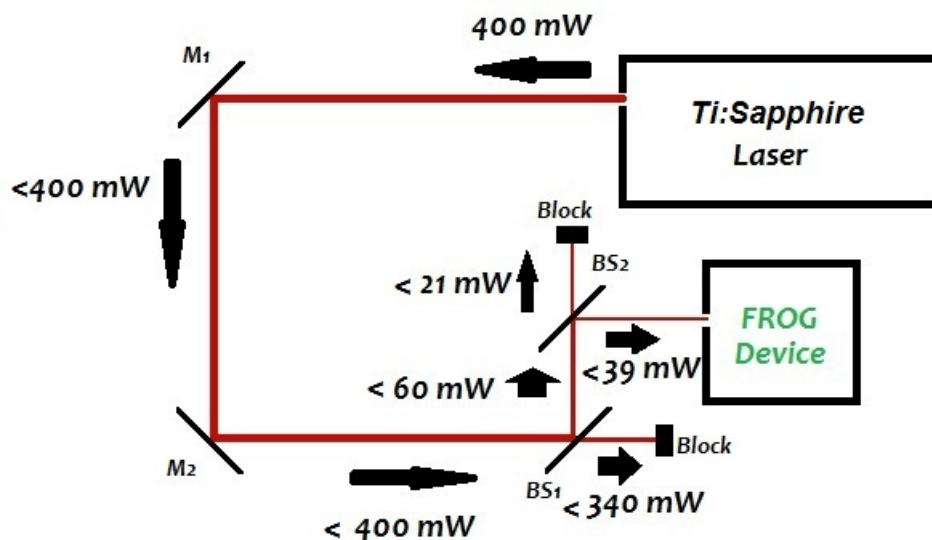 400 mW
M1
Ti:Sapphire
Laser
<400 mW
Block
BS2
< 21 mW
FROG
Device
<39 mW
< 60 mW
M2
Block
BS1
< 340 mW
< 400 mW